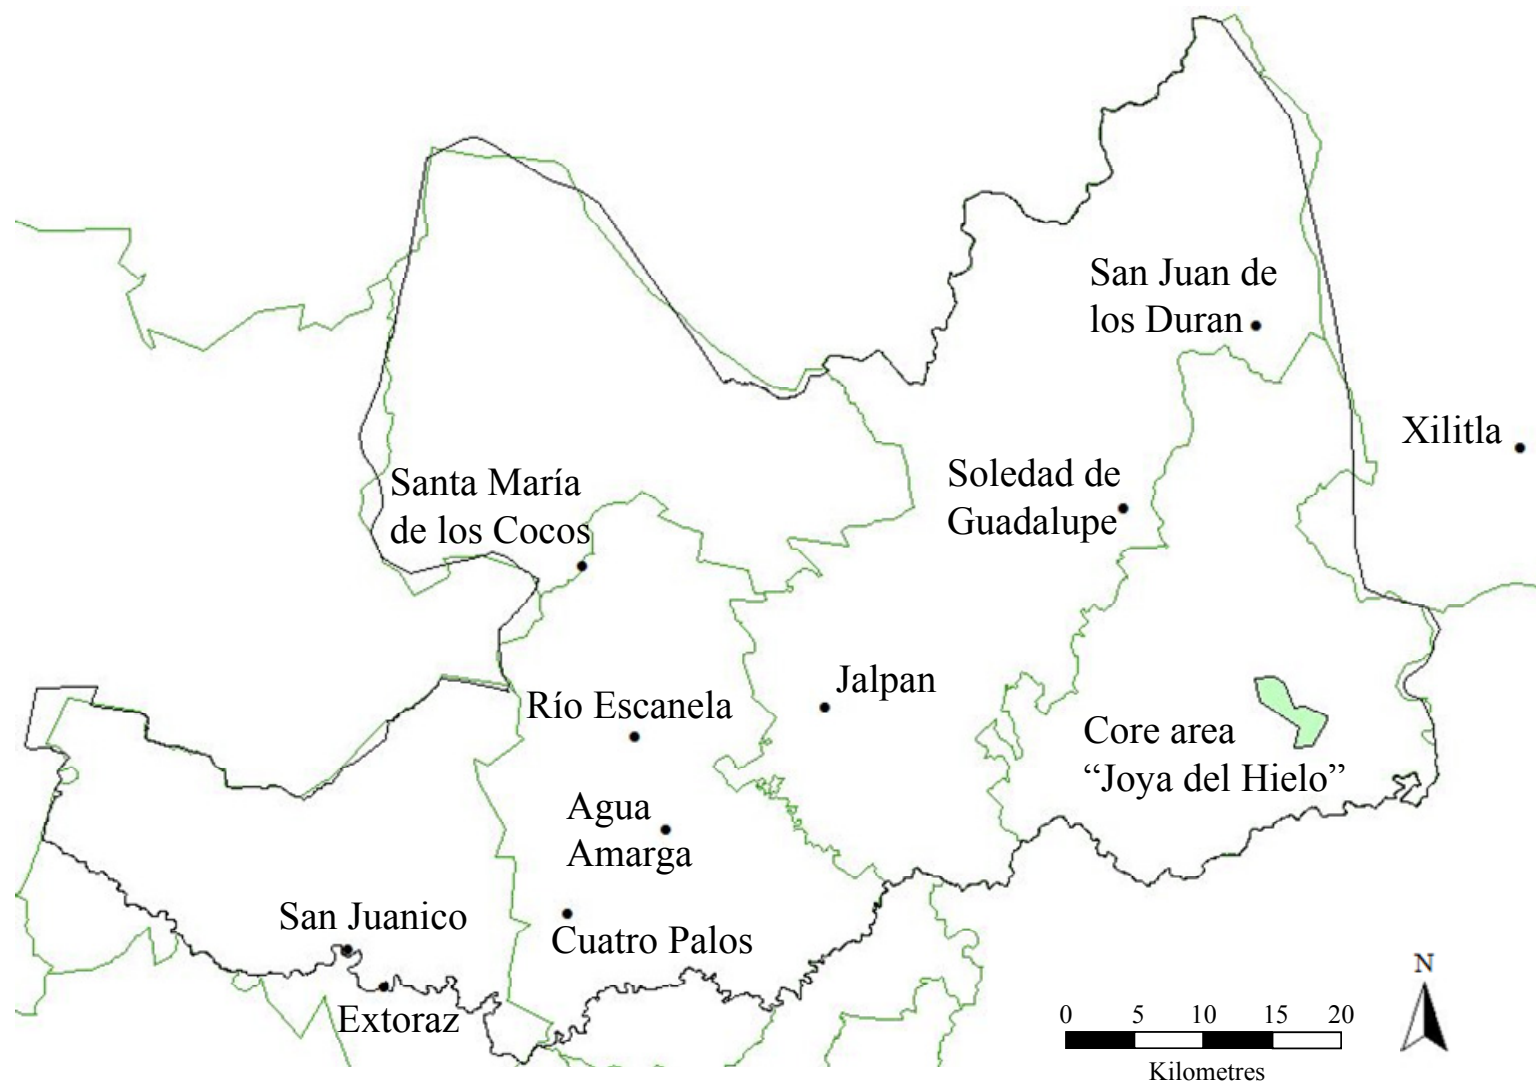 San Juan de
los Duran
Xilitla
Santa María
de los Cocos
Soledad de
Guadalupe
Jalpan
Río Escanela
Core area
“Joya del Hielo”
Agua
Amarga
San Juanico
Cuatro Palos
Extoraz
N
0 5 10 15 20
Kilometres